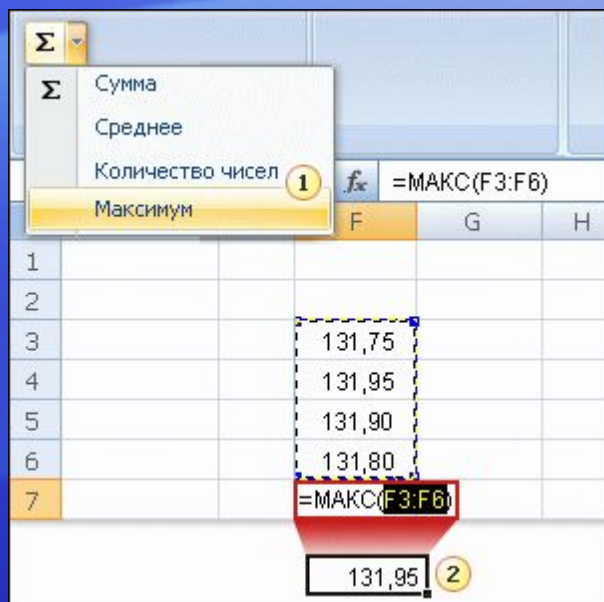 Σ
Σ Сумма
Среднее
Количество чисел
1
Максимум
fx =МАКС(F3:F6)
F G H
1
2
3 131,75
4 131,95
5 131,90
6 131,80
7 =МАКС(F3:F6)
131,95 2